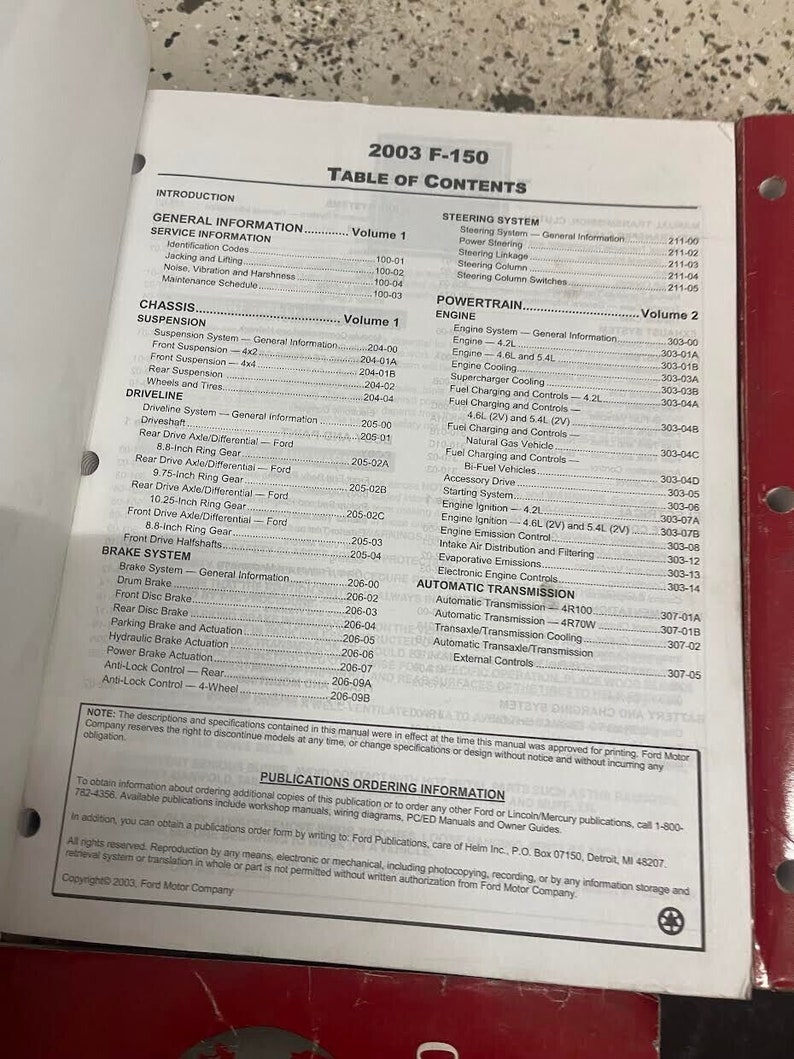 2003 F-150
TABLE OF CONTENTS
INTRODUCTION
GENERAL INFORMATION............. Volume 1
SERVICE INFORMATION
Identification Codes........................100-01
Jacking and Lifting........................100-02
Noise, Vibration and Harshness........................100-04
Maintenance Schedule........................100-03
CHASSIS........................ Volume 1
SUSPENSION
Suspension System — General Information..........204-00
Front Suspension — 4x2........................204-01A
Front Suspension — 4x4........................204-01B
Rear Suspension ........................204-02
Wheels and Tires........................204-04
DRIVELINE
Driveline System — General Information ..........205-00
Driveshaft........................205-01
Rear Drive Axle/Differential — Ford
8.8-Inch Ring Gear........................205-02A
Rear Drive Axle/Differential — Ford
9.75-Inch Ring Gear........................205-02B
Rear Drive Axle/Differential — Ford
10.25-Inch Ring Gear........................205-02C
Front Drive Axle/Differential — Ford
8.8-Inch Ring Gear........................205-03
Front Drive Halfshafts........................205-04
BRAKE SYSTEM
Brake System — General Information...............206-00
Drum Brake ........................206-02
Front Disc Brake........................206-03
Rear Disc Brake ........................206-04
Parking Brake and Actuation ........................206-05
Hydraulic Brake Actuation ........................206-06
Power Brake Actuation........................206-07
Anti-Lock Control — Rear........................206-09A
Anti-Lock Control — 4-Wheel........................206-09B
STEERING SYSTEM
Steering System — General Information............211-00
Power Steering ........................211-02
Steering Linkage ........................211-03
Steering Column ........................211-04
Steering Column Switches........................211-05
POWERTRAIN........................ Volume 2
ENGINE
Engine System — General Information...............303-00
Engine — 4.2L........................303-01A
Engine — 4.6L and 5.4L ........................303-01B
Engine Cooling........................303-03A
Supercharger Cooling ........................303-03B
Fuel Charging and Controls — 4.2L...............303-04A
Fuel Charging and Controls —
4.6L (2V) and 5.4L (2V) ........................303-04B
Fuel Charging and Controls —
Natural Gas Vehicle........................303-04C
Fuel Charging and Controls —
Bi-Fuel Vehicles........................303-04D
Accessory Drive........................303-05
Starting System........................303-06
Engine Ignition — 4.2L........................303-07A
Engine Ignition — 4.6L (2V) and 5.4L (2V) ..........303-07B
Engine Emission Control........................303-08
Intake Air Distribution and Filtering ...............303-12
Evaporative Emissions........................303-13
Electronic Engine Controls........................303-14
AUTOMATIC TRANSMISSION
Automatic Transmission — 4R100...............307-01A
Automatic Transmission — 4R70W...............307-01B
Transaxle/Transmission Cooling...............307-02
Automatic Transaxle/Transmission
External Controls ........................307-05
NOTE: The descriptions and specifications contained in this manual were in effect at the time this manual was approved for printing. Ford Motor
Company reserves the right to discontinue models at any time, or change specifications or design without notice and without incurring any
obligation.
PUBLICATIONS ORDERING INFORMATION
To obtain information about ordering additional copies of this publication or to order any other Ford or Lincoln/Mercury publications, call 1-800-
782-4356. Available publications include workshop manuals, wiring diagrams, PC/ED Manuals and Owner Guides.
In addition, you can obtain a publications order form by writing to: Ford Publications, care of Helm Inc., P.O. Box 07150, Detroit, MI 48207.
All rights reserved. Reproduction by any means, electronic or mechanical, including photocopying, recording, or by any information storage and
retrieval system or translation in whole or part is not permitted without written authorization from Ford Motor Company.
Copyright© 2003, Ford Motor Company